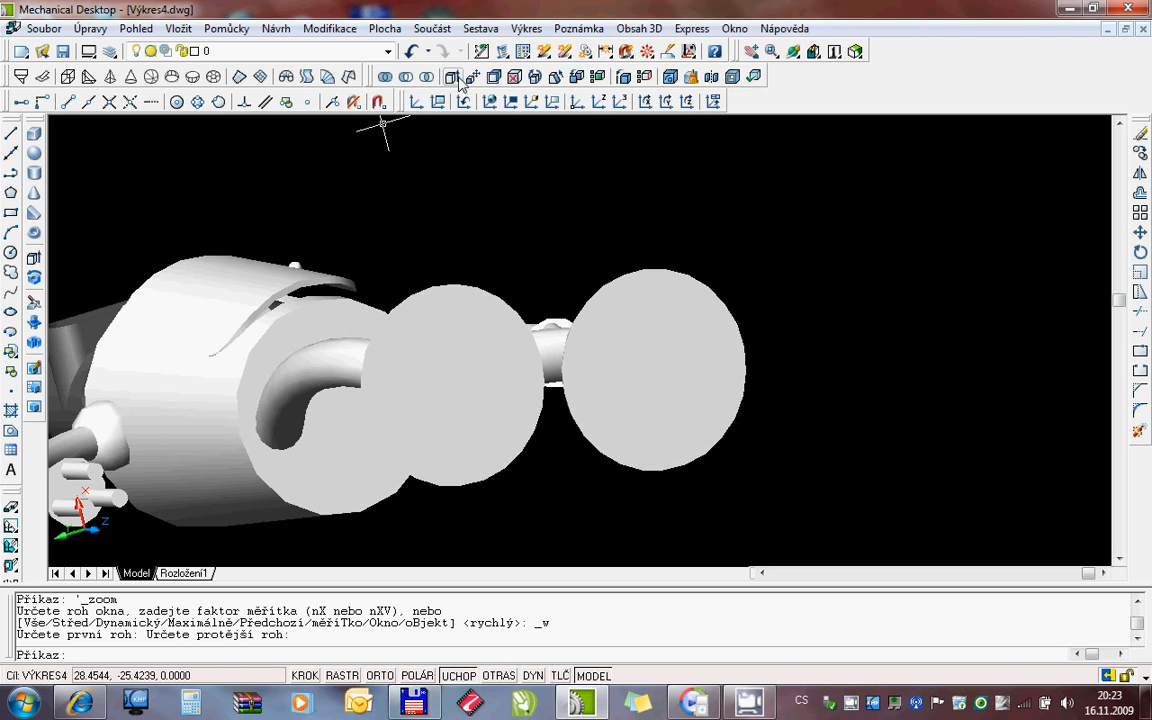 Mechanical Desktop - [Výkres4.dwg]
Soubor Úpravy Pohled Vložit Pomůcky Návrh Modifikace Plocha Součást Sestava Výkres Poznámka Obsah 3D Express Okno Nápověda
0
A
X
Z
Model Rozložení1
Příkaz: '_zoom
Určete roh okna, zadejte faktor měřítka (nX nebo nXV), nebo
[Vše/Střed/Dynamický/Maximálně/Předchozí/měříTko/Okno/oBjekt] <rychlý>: _w
Určete první roh: Určete protější roh:
Příkaz:
Cíl: VÝKRES4 28.4544, -25.4239, 0.0000 KROK RASTR ORTO POLÁR UCHOP OTRAS DYN TLČ MODEL
CS
20:23
16.11.2009